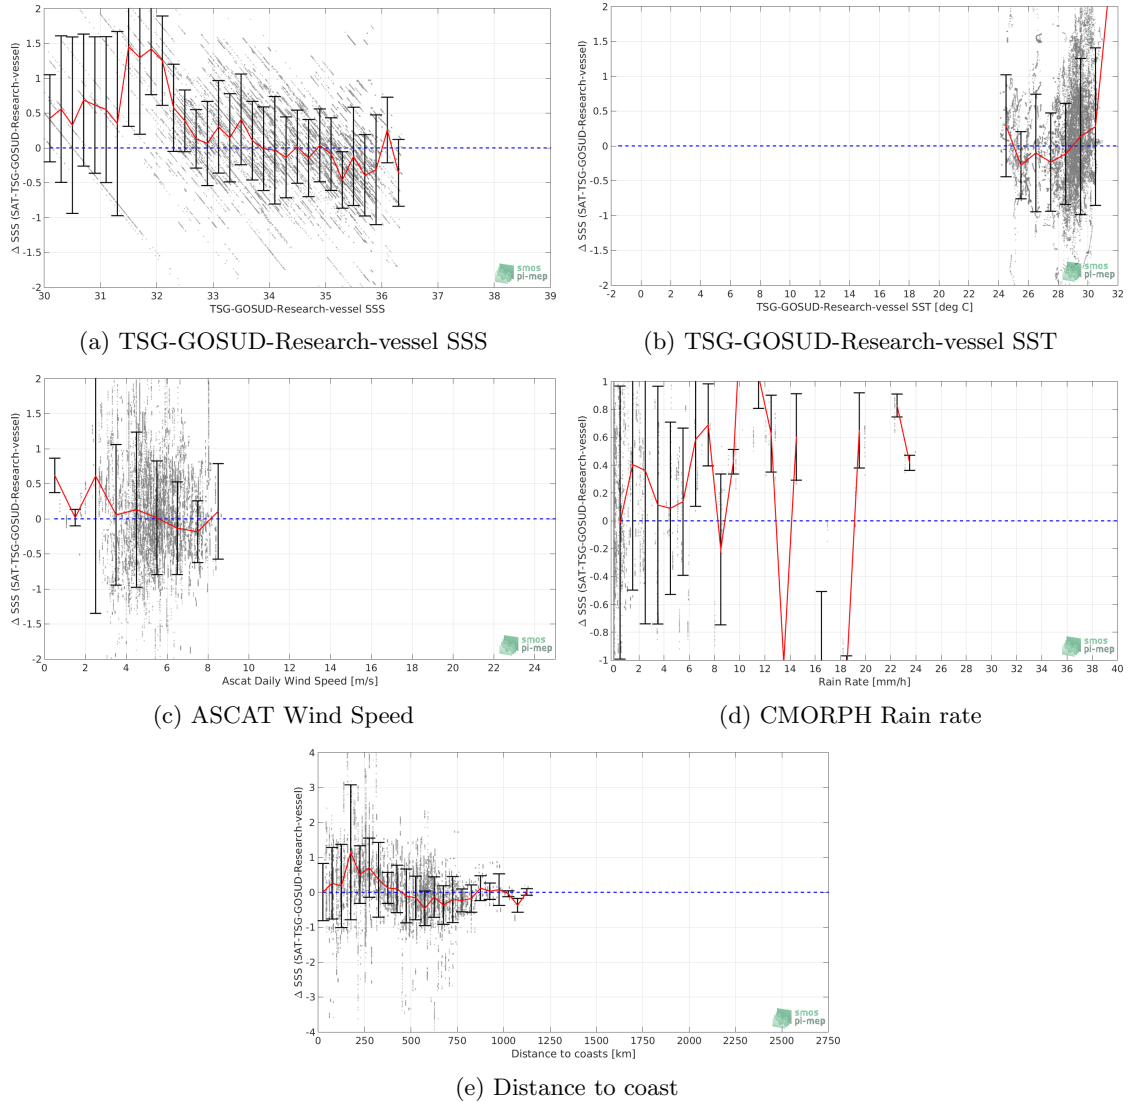 2
1.5
1
0.5
0
-0.5
-1
-1.5
-2
Δ SSS (SAT-TSG-GOSUD-Research-vessel)
30 31 32 33 34 35 36 37 38 39
TSG-GOSUD-Research-vessel SSS
smos
pi-mep
(a) TSG-GOSUD-Research-vessel SSS
2
1.5
1
0.5
0
-0.5
-1
-1.5
-2
Δ SSS (SAT-TSG-GOSUD-Research-vessel)
-2 0 2 4 6 8 10 12 14 16 18 20 22 24 26 28 30 32
TSG-GOSUD-Research-vessel SST [deg C]
smos
pi-mep
(b) TSG-GOSUD-Research-vessel SST
2
1.5
1
0.5
0
-0.5
-1
-1.5
-2
Δ SSS (SAT-TSG-GOSUD-Research-vessel)
0 2 4 6 8 10 12 14 16 18 20 22 24
Ascat Daily Wind Speed [m/s]
smos
pi-mep
(c) ASCAT Wind Speed
1
0.8
0.6
0.4
0.2
0
-0.2
-0.4
-0.6
-0.8
-1
Δ SSS (SAT-TSG-GOSUD-Research-vessel)
0 2 4 6 8 10 12 14 16 18 20 22 24 26 28 30 32 34 36 38 40
Rain Rate [mm/h]
smos
pi-mep
(d) CMORPH Rain rate
4
3
2
1
0
-1
-2
-3
-4
Δ SSS (SAT-TSG-GOSUD-Research-vessel)
0 250 500 750 1000 1250 1500 1750 2000 2250 2500 2750
Distance to coasts [km]
smos
pi-mep
(e) Distance to coast